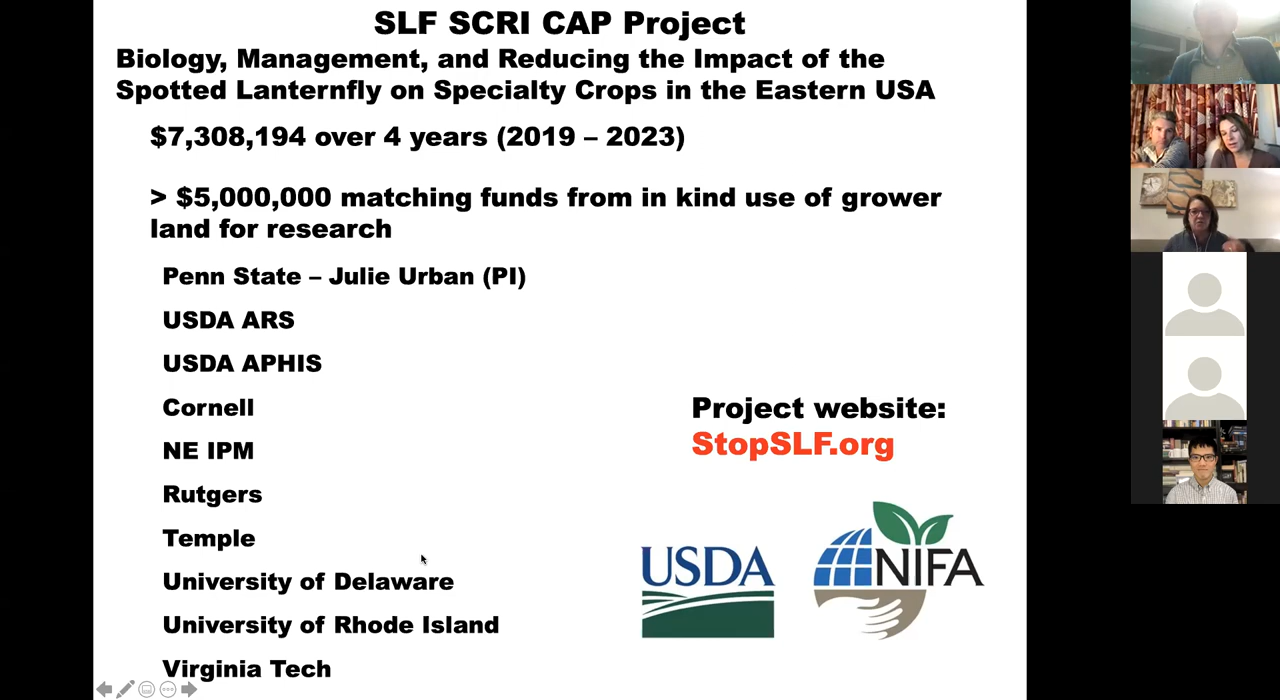 SLF SCRI CAP Project
Biology, Management, and Reducing the Impact of the
Spotted Lanternfly on Specialty Crops in the Eastern USA
$7,308,194 over 4 years (2019 – 2023)
> $5,000,000 matching funds from in kind use of grower
land for research
Penn State – Julie Urban (PI)
USDA ARS
USDA APHIS
Cornell
NE IPM
Rutgers
Temple
University of Delaware
University of Rhode Island
Virginia Tech
Project website:
StopSLF.org
USDA
NIFA